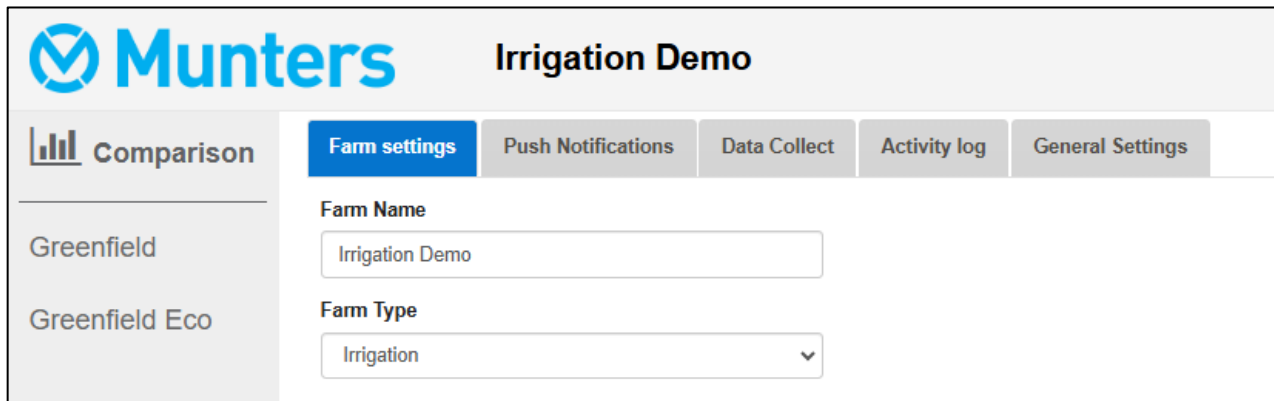 Munters Irrigation Demo
Comparison
Farm settings Push Notifications Data Collect Activity log General Settings
Farm Name
Irrigation Demo
Greenfield
Farm Type
Greenfield Eco
Irrigation